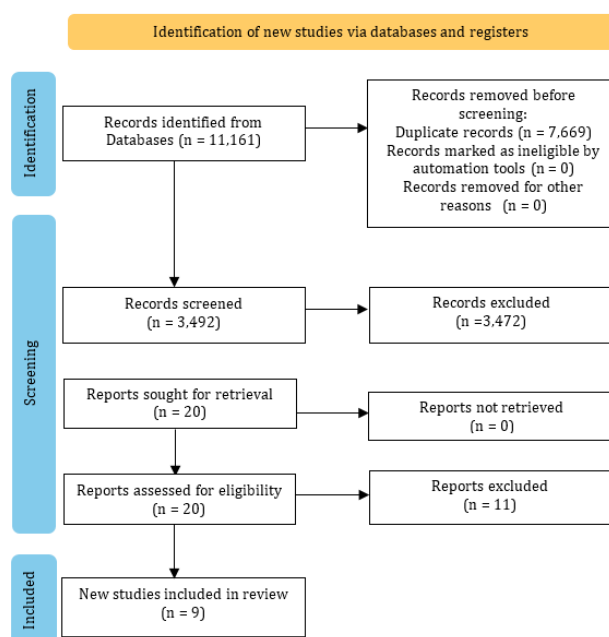 Identification of new studies via databases and registers
Identification
Records identified from
Databases (n = 11,161)
Records removed before
screening:
Duplicate records (n = 7,669)
Records marked as ineligible by
automation tools (n = 0)
Records removed for other
reasons (n = 0)
Screening
Records screened
(n = 3,492)
Records excluded
(n =3,472)
Reports sought for retrieval
(n = 20)
Reports not retrieved
(n = 0)
Reports assessed for eligibility
(n = 20)
Reports excluded
(n = 11)
Included
New studies included in review
(n = 9)